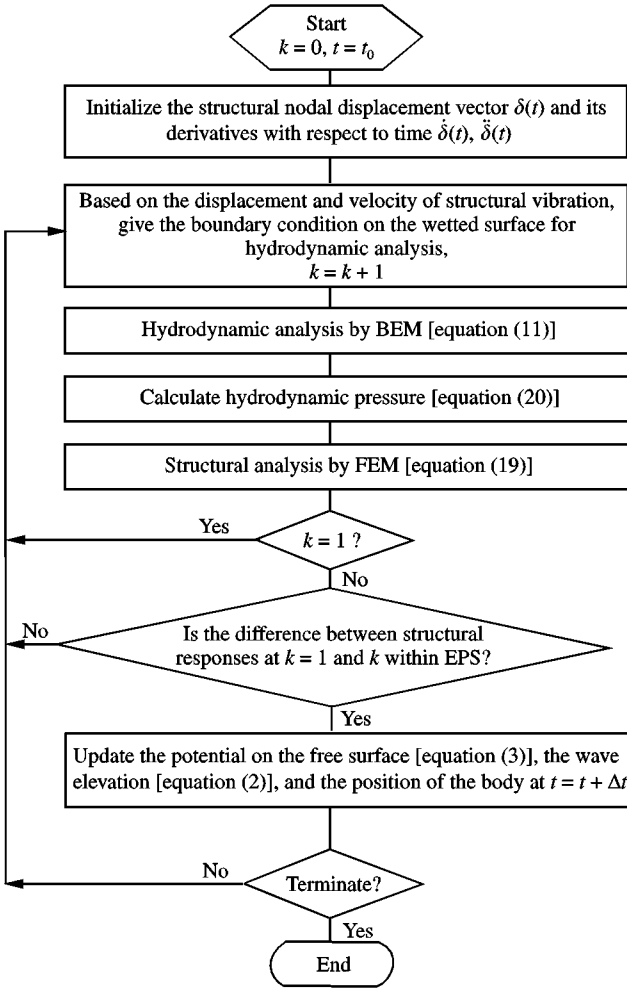 Start
k = 0, t = t₀
Initialize the structural nodal displacement vector δ(t) and its
derivatives with respect to time δ̇(t), δ̈(t)
Based on the displacement and velocity of structural vibration,
give the boundary condition on the wetted surface for
hydrodynamic analysis,
k = k + 1
Hydrodynamic analysis by BEM [equation (11)]
Calculate hydrodynamic pressure [equation (20)]
Structural analysis by FEM [equation (19)]
Yes
k = 1 ?
No
No
Is the difference between structural
responses at k = 1 and k within EPS?
Yes
Update the potential on the free surface [equation (3)], the wave
elevation [equation (2)], and the position of the body at t = t + Δt
No
Terminate?
Yes
End